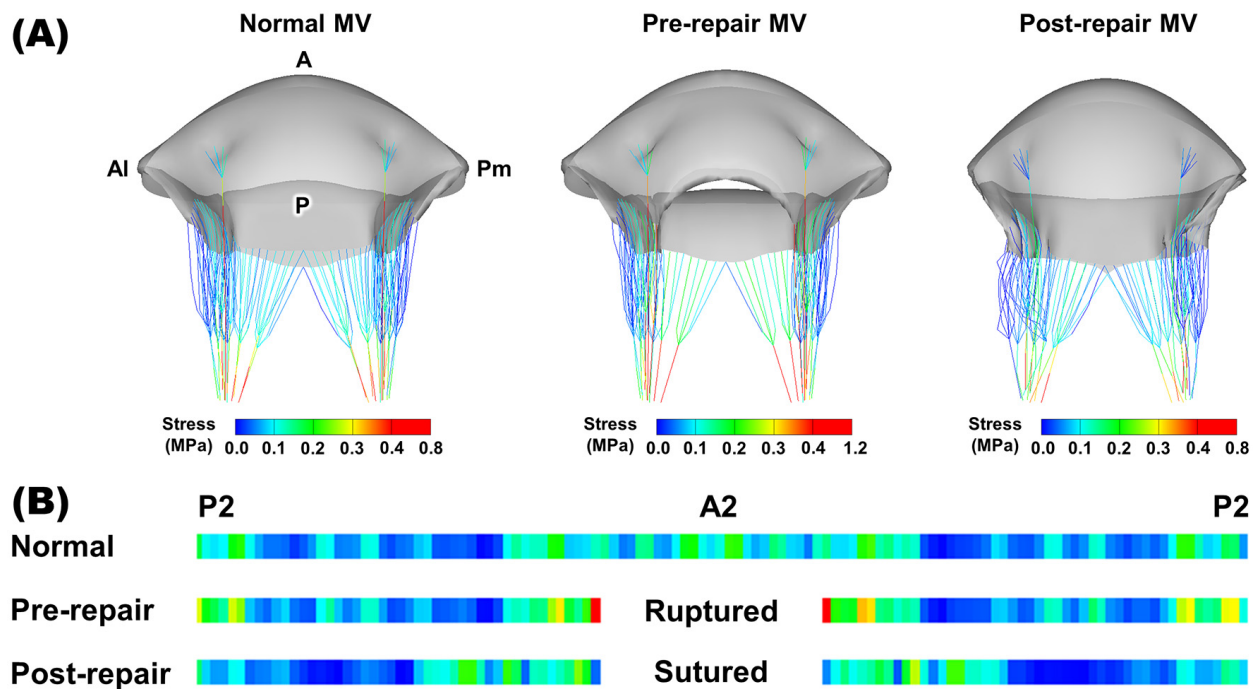 (A)
Normal MV
Pre-repair MV
Post-repair MV
A
Al
Pm
P
Stress
(MPa)
0.0 0.1 0.2 0.3 0.4 0.8
Stress
(MPa)
0.0 0.1 0.2 0.3 0.4 1.2
Stress
(MPa)
0.0 0.1 0.2 0.3 0.4 0.8
(B)
P2 A2 P2
Normal
Pre-repair Ruptured
Post-repair Sutured